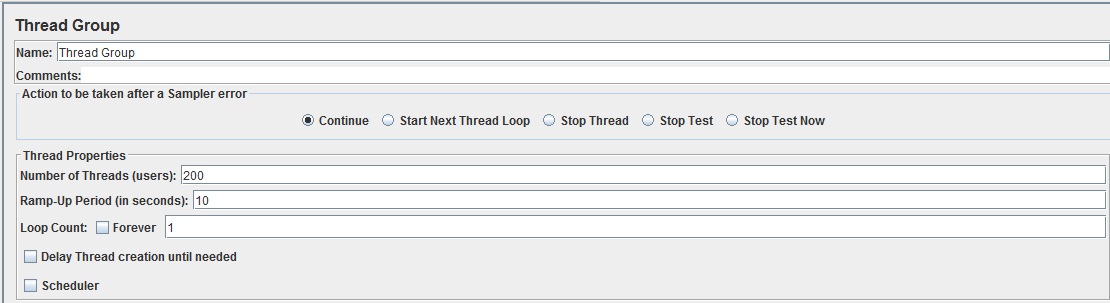 Thread Group
Name: Thread Group
Comments:
Action to be taken after a Sampler error
Continue Start Next Thread Loop Stop Thread Stop Test Stop Test Now
Thread Properties
Number of Threads (users): 200
Ramp-Up Period (in seconds): 10
Loop Count: Forever 1
Delay Thread creation until needed
Scheduler